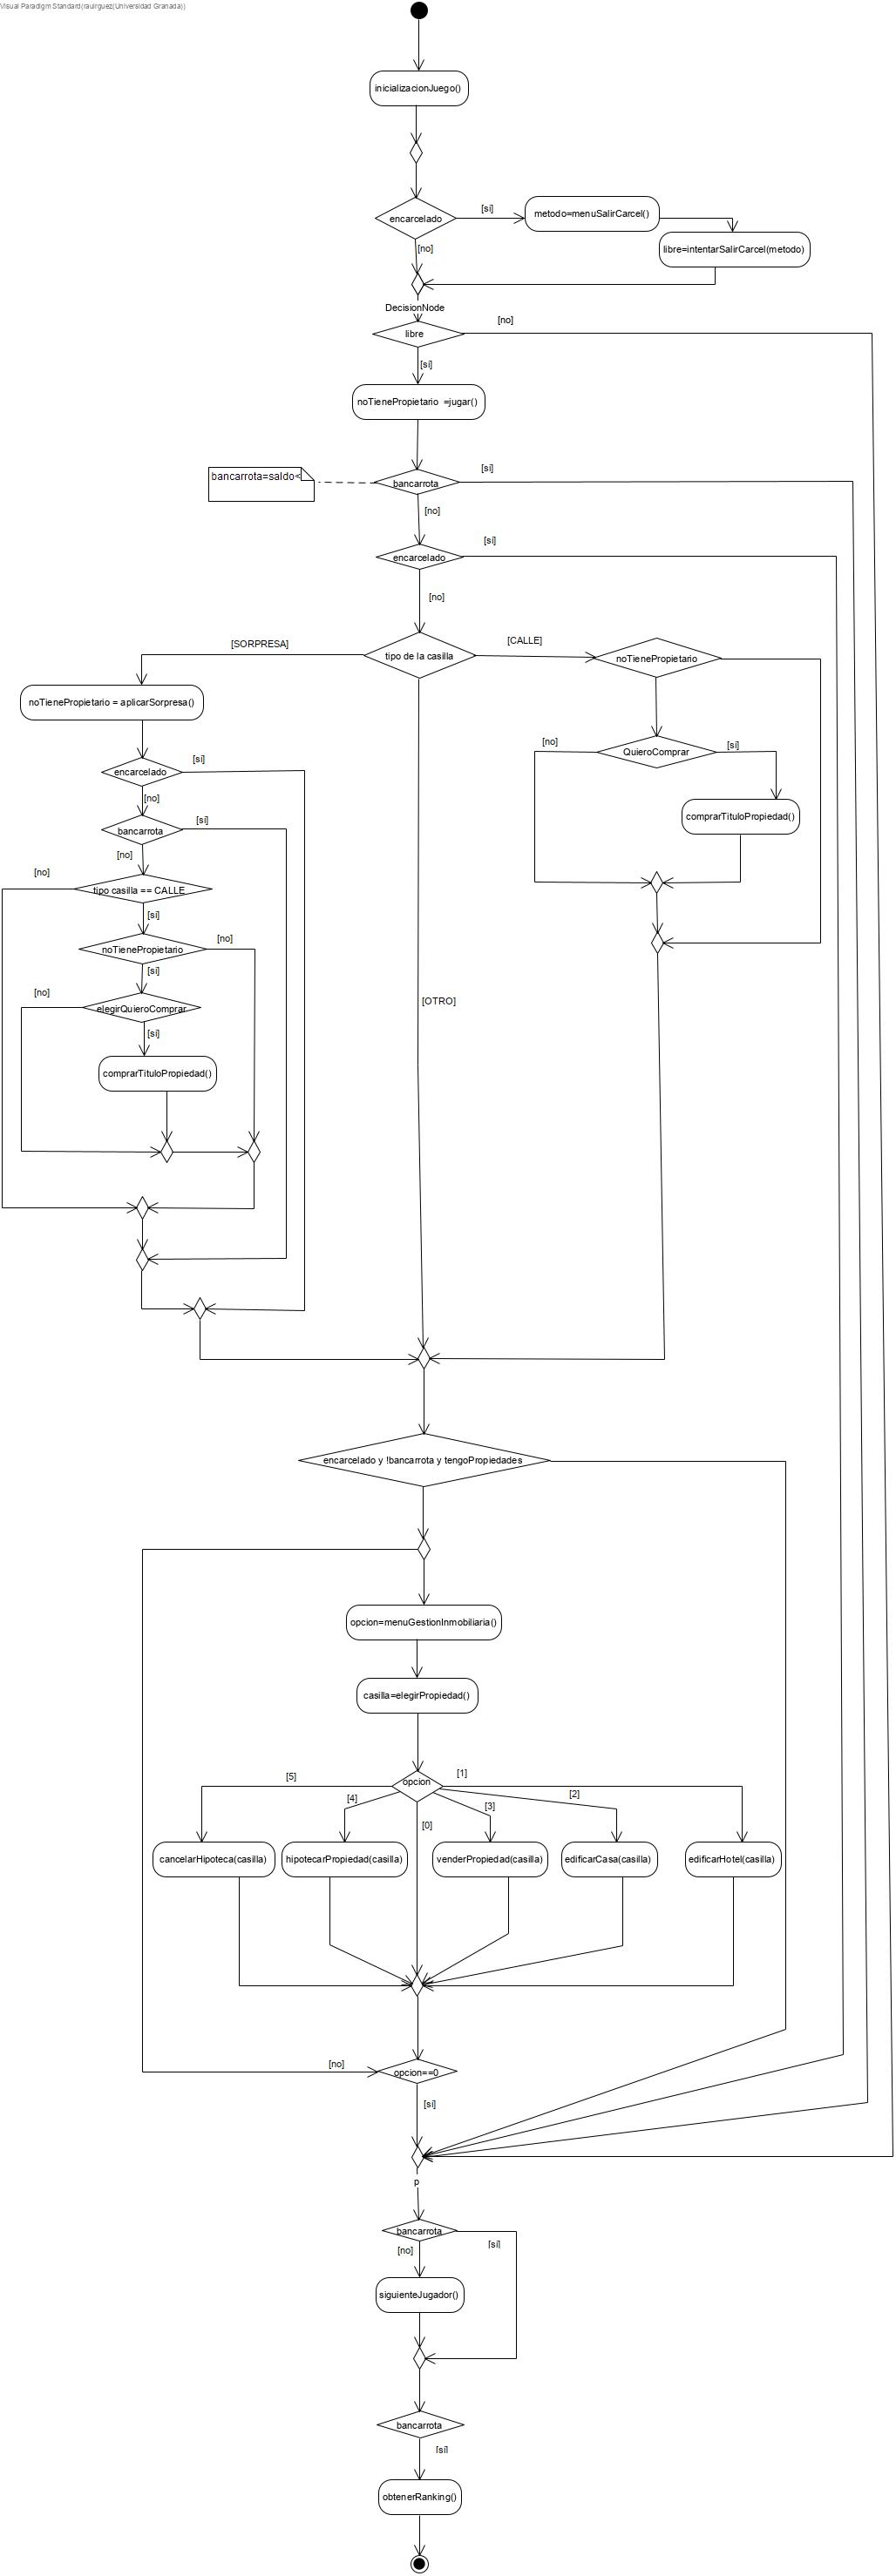 Visual Paradigm Standard(raulrguez(Universidad Granada))
inicializacionJuego()
encarcelado
[si]
metodo=menuSalirCarcel()
libre=intentarSalirCarcel(metodo)
[no]
DecisionNode
libre
[no]
[si]
noTienePropietario =jugar()
bancarrota=saldo<
bancarrota
[si]
[no]
encarcelado
[si]
[no]
[SORPRESA]
tipo de la casilla
[CALLE]
noTienePropietario
noTienePropietario = aplicarSorpresa()
[no]
QuieroComprar
[si]
encarcelado
[si]
[no]
comprarTituloPropiedad()
bancarrota
[si]
[no]
[no]
tipo casilla == CALLE
[si]
noTienePropietario
[no]
[si]
[no]
elegirQuieroComprar
[OTRO]
[si]
comprarTituloPropiedad()
encarcelado y !bancarrota y tengoPropiedades
opcion=menuGestionInmobiliaria()
casilla=elegirPropiedad()
[5]
opcion
[1]
[4]
[0]
[3]
[2]
cancelarHipoteca(casilla)
hipotecarPropiedad(casilla)
venderPropiedad(casilla)
edificarCasa(casilla)
edificarHotel(casilla)
[no]
opcion==0
[si]
p
bancarrota
[no]
[si]
siguienteJugador()
bancarrota
[si]
obtenerRanking()